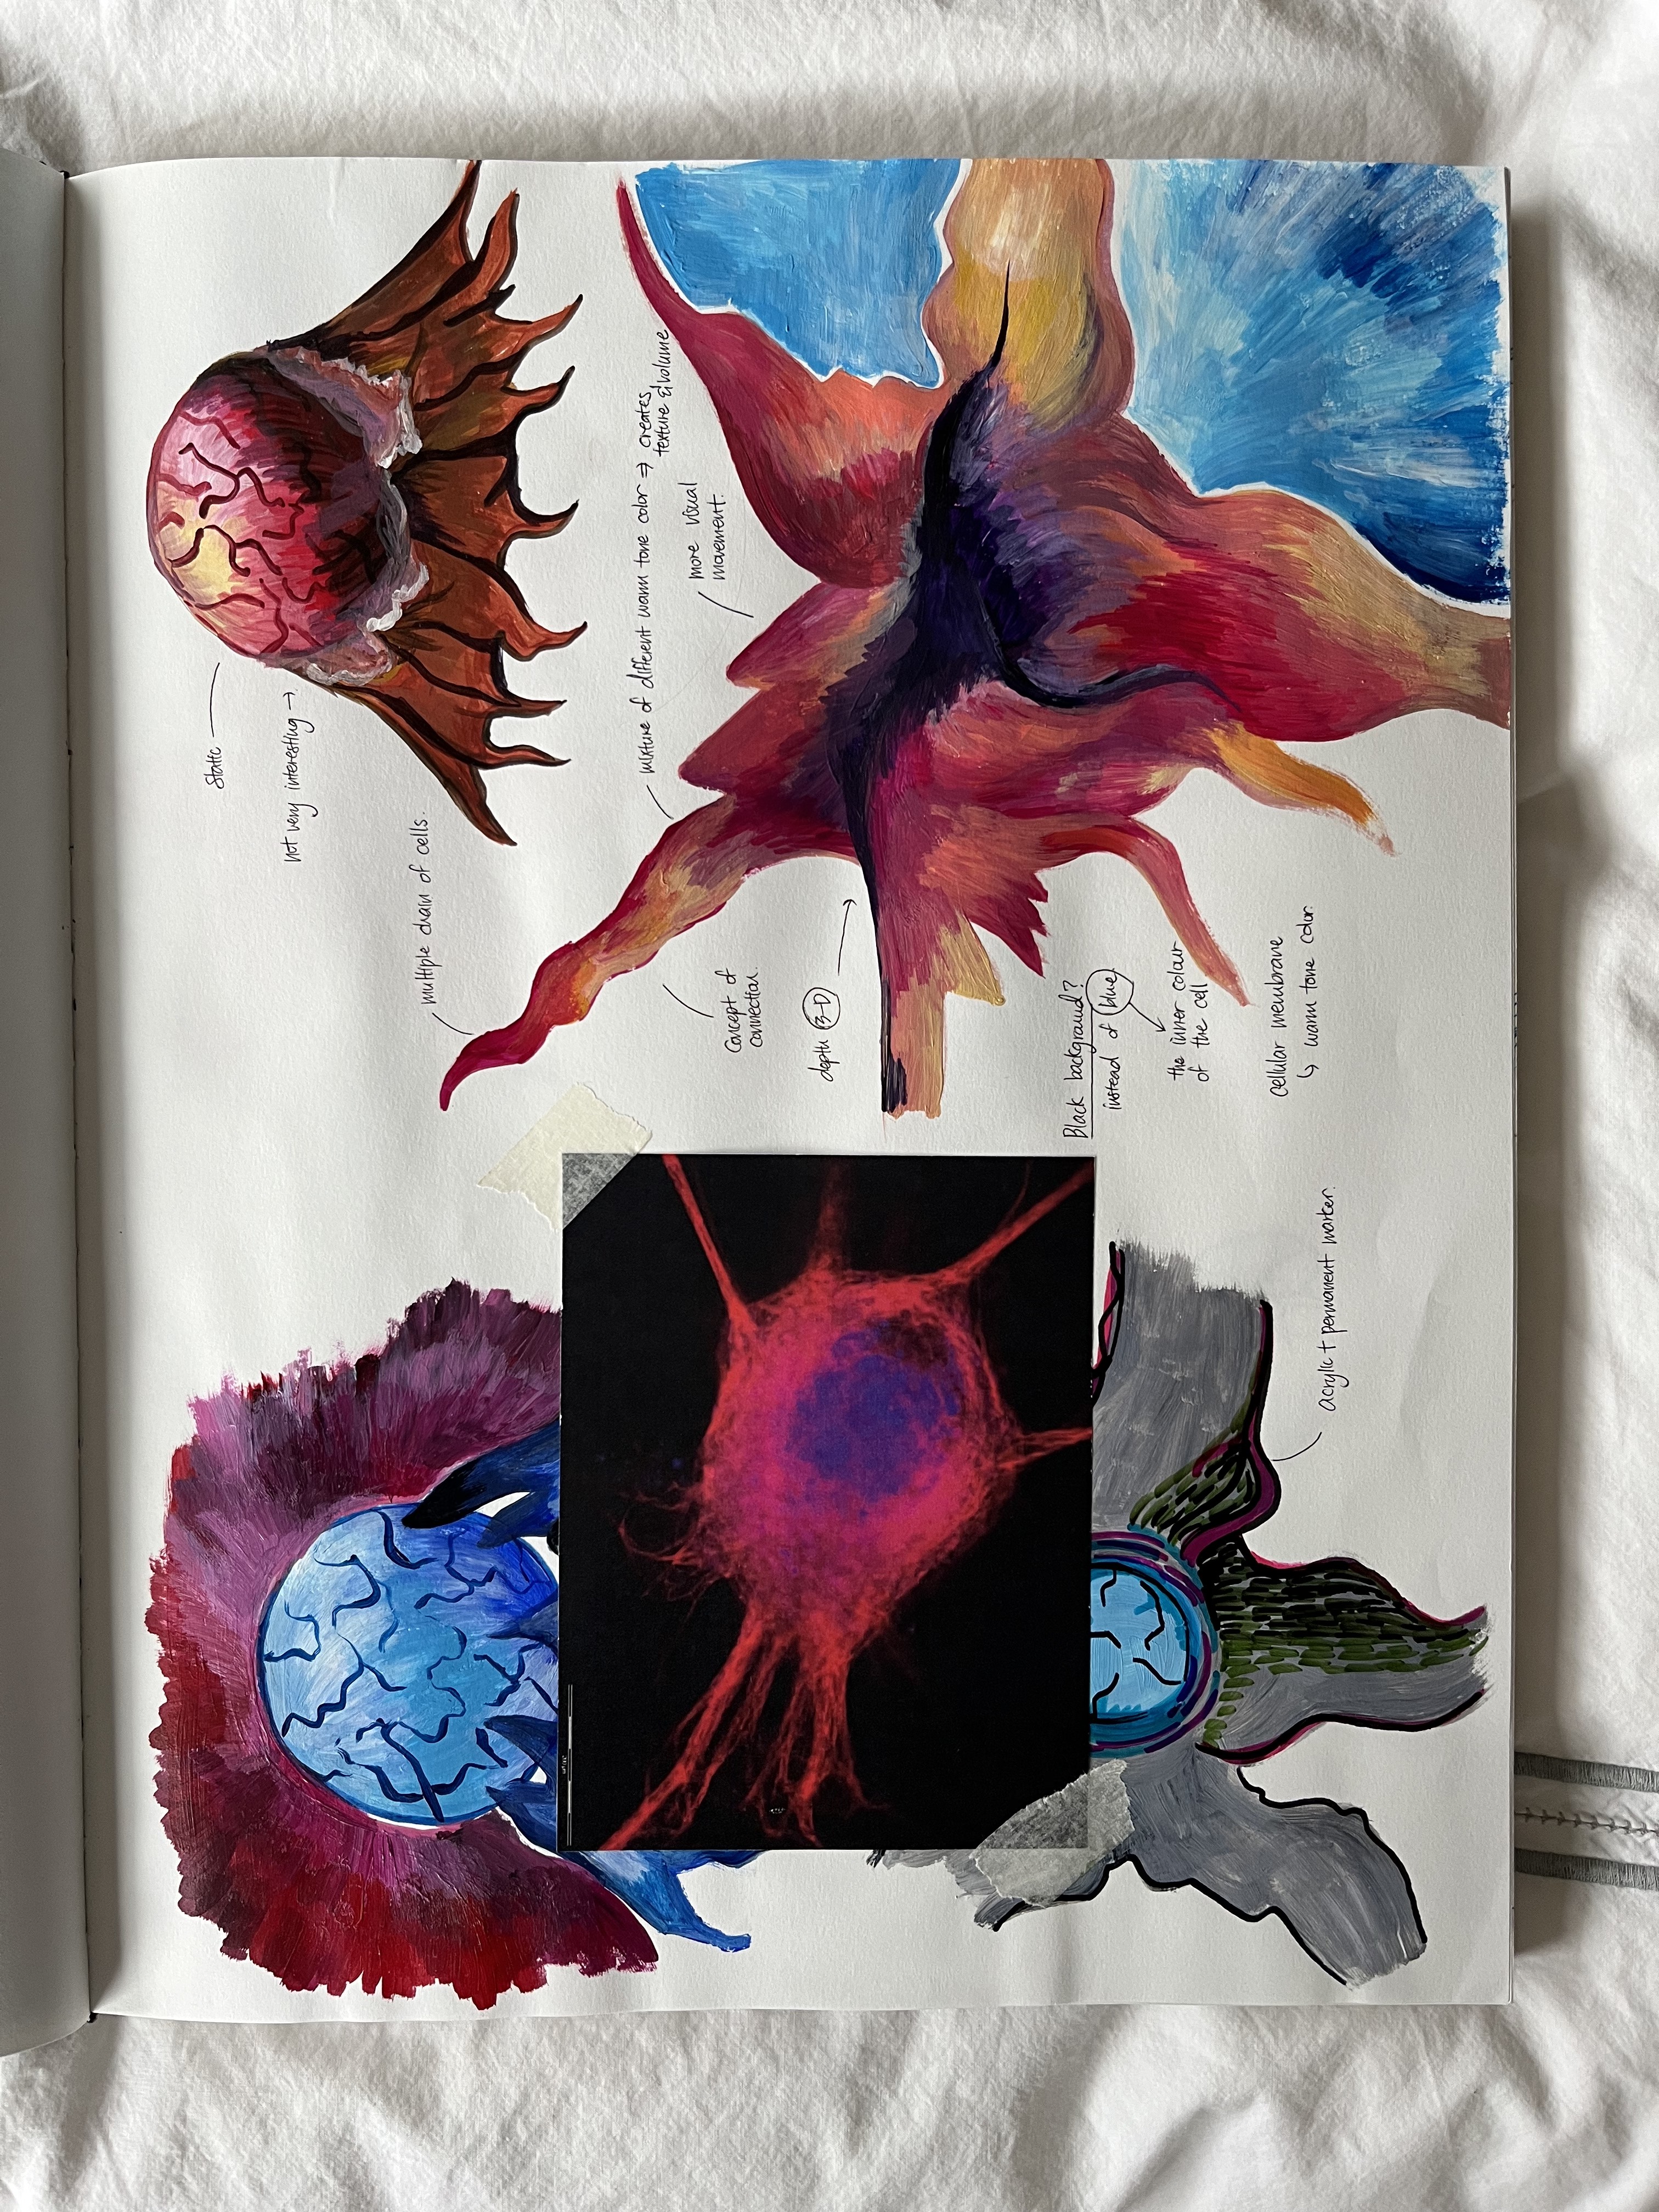 Static
not very interesting →
multiple chain of cells.
mixture of different warm tone color ⇒ creates
texture & volume
more visual
movement.
Concept of
connection.
depth 3-D
Black background?
instead of blue
the inner colour
of the cell
cellular membrane
↳ warm tone color.
acrylic + permanent marker.